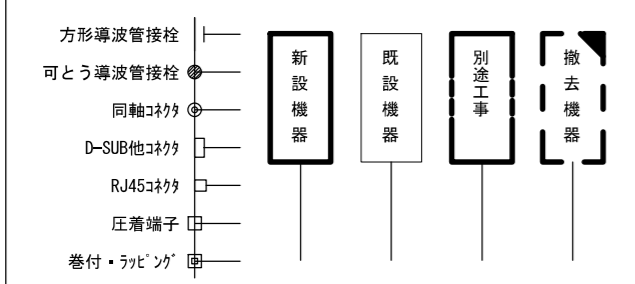 方形導波管接栓
可とう導波管接栓
同軸ｺﾈｸﾀ
D-SUB他ｺﾈｸﾀ
RJ45ｺﾈｸﾀ
圧着端子
巻付・ﾗｯﾋﾟﾝｸﾞ
新設機器
既設機器
別途工事
撤去機器